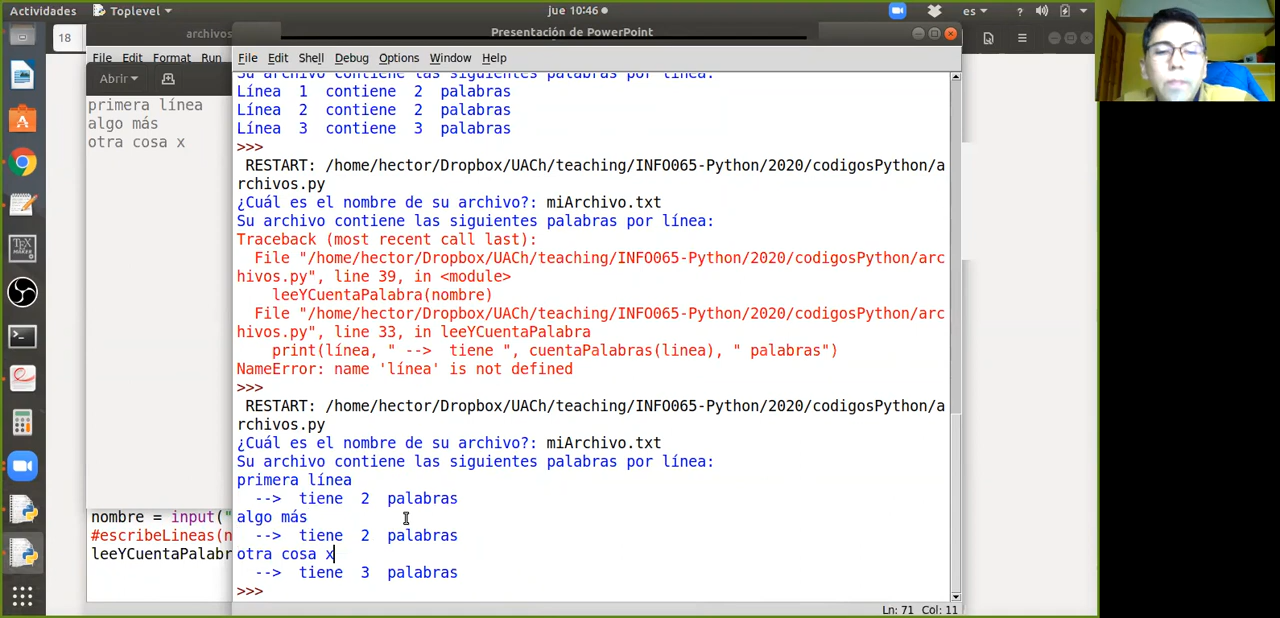 Actividades
Toplevel
jue 10:46
es
18
archivos
Presentación de PowerPoint
File Edit Format Run
File Edit Shell Debug Options Window Help
Abrir
primera línea
algo más
otra cosa x
Su archivo contiene las siguientes palabras por línea:
Línea 1 contiene 2 palabras
Línea 2 contiene 2 palabras
Línea 3 contiene 3 palabras
>>>
RESTART: /home/hector/Dropbox/UACh/teaching/INFO065-Python/2020/codigosPython/a
rchivos.py
¿Cuál es el nombre de su archivo?: miArchivo.txt
Su archivo contiene las siguientes palabras por línea:
Traceback (most recent call last):
File "/home/hector/Dropbox/UACh/teaching/INFO065-Python/2020/codigosPython/arc
hivos.py", line 39, in <module>
leeYCuentaPalabra(nombre)
File "/home/hector/Dropbox/UACh/teaching/INFO065-Python/2020/codigosPython/arc
hivos.py", line 33, in leeYCuentaPalabra
print(línea, " --> tiene ", cuentaPalabras(linea), " palabras")
NameError: name 'línea' is not defined
>>>
RESTART: /home/hector/Dropbox/UACh/teaching/INFO065-Python/2020/codigosPython/a
rchivos.py
¿Cuál es el nombre de su archivo?: miArchivo.txt
Su archivo contiene las siguientes palabras por línea:
primera línea
--> tiene 2 palabras
algo más
--> tiene 2 palabras
otra cosa x
--> tiene 3 palabras
>>>
nombre = input("
#escribeLineas(n
leeYCuentaPalabr
Ln: 71 Col: 11